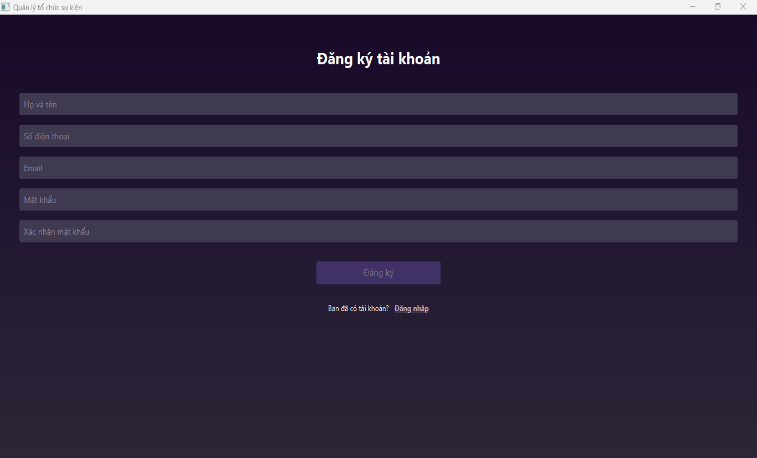 Quản lý tổ chức sự kiện
Đăng ký tài khoản
Họ và tên
Số điện thoại
Email
Mật khẩu
Xác nhận mật khẩu
Đăng ký
Bạn đã có tài khoản? Đăng nhập